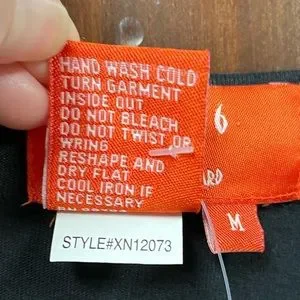 HAND WASH COLD
TURN GARMENT
INSIDE OUT
DO NOT BLEACH
DO NOT TWIST OR
WRING
RESHAPE AND
DRY FLAT
COOL IRON IF
NECESSARY
6
ARD
M
STYLE#XN12073